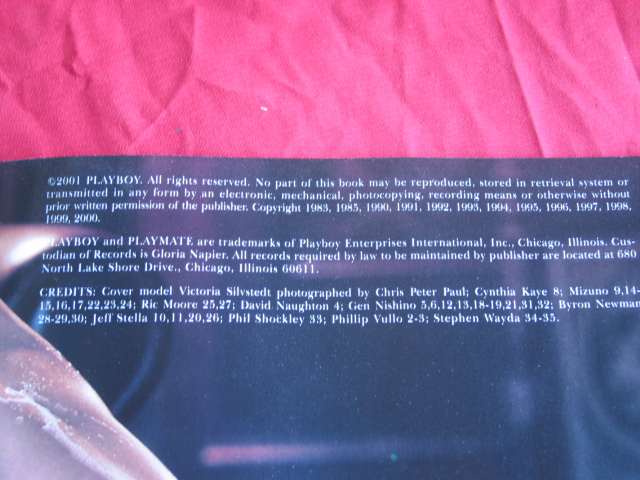 ©2001 PLAYBOY. All rights reserved. No part of this book may be reproduced, stored in retrieval system or
transmitted in any form by an electronic, mechanical, photocopying, recording means or otherwise without
prior written permission of the publisher. Copyright 1983, 1985, 1990, 1991, 1992, 1993, 1994, 1995, 1996, 1997, 1998,
1999, 2000.
PLAYBOY and PLAYMATE are trademarks of Playboy Enterprises International, Inc., Chicago, Illinois. Cus-
todian of Records is Gloria Napier. All records required by law to be maintained by publisher are located at 680
North Lake Shore Drive., Chicago, Illinois 60611.
CREDITS: Cover model Victoria Silvstedt photographed by Chris Peter Paul; Cynthia Kaye 8; Mizuno 9,14-
15,16,17,22,23,24; Ric Moore 25,27; David Naughton 4; Gen Nishino 5,6,12,13,18-19,21,31,32; Byron Newman
28-29,30; Jeff Stella 10,11,20,26; Phil Shockley 33; Phillip Vullo 2-3; Stephen Wayda 34-35.